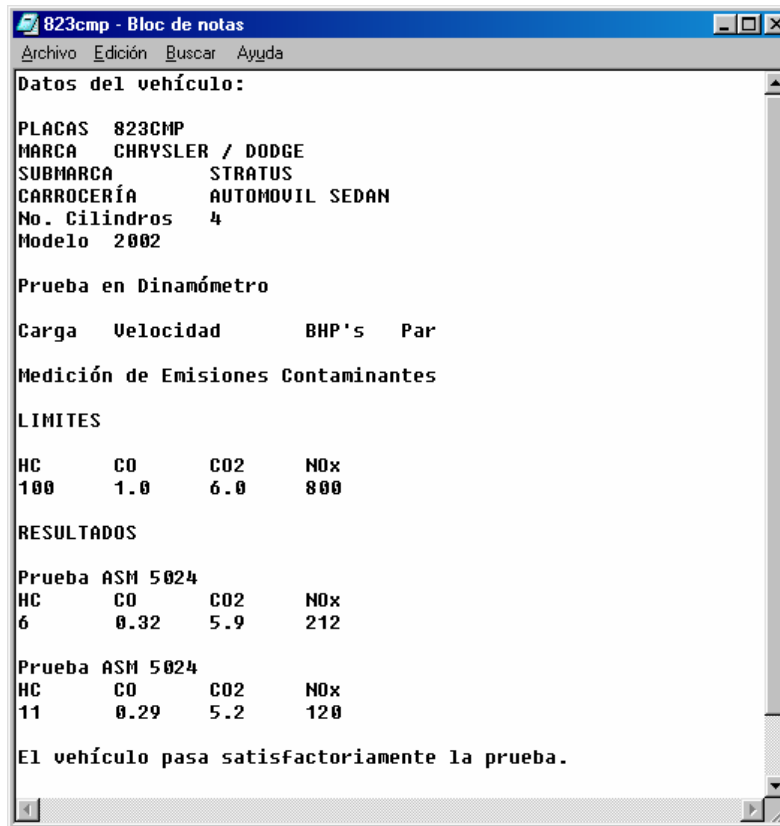 823cmp - Bloc de notas
Archivo Edición Buscar Ayuda
Datos del vehículo:
PLACAS 823CMP
MARCA CHRYSLER / DODGE
SUBMARCA STRATUS
CARROCERÍA AUTOMOVIL SEDAN
No. Cilindros 4
Modelo 2002
Prueba en Dinamómetro
Carga Velocidad BHP's Par
Medición de Emisiones Contaminantes
LIMITES
HC CO CO2 NOx
100 1.0 6.0 800
RESULTADOS
Prueba ASM 5024
HC CO CO2 NOx
6 0.32 5.9 212
Prueba ASM 5024
HC CO CO2 NOx
11 0.29 5.2 120
El vehículo pasa satisfactoriamente la prueba.